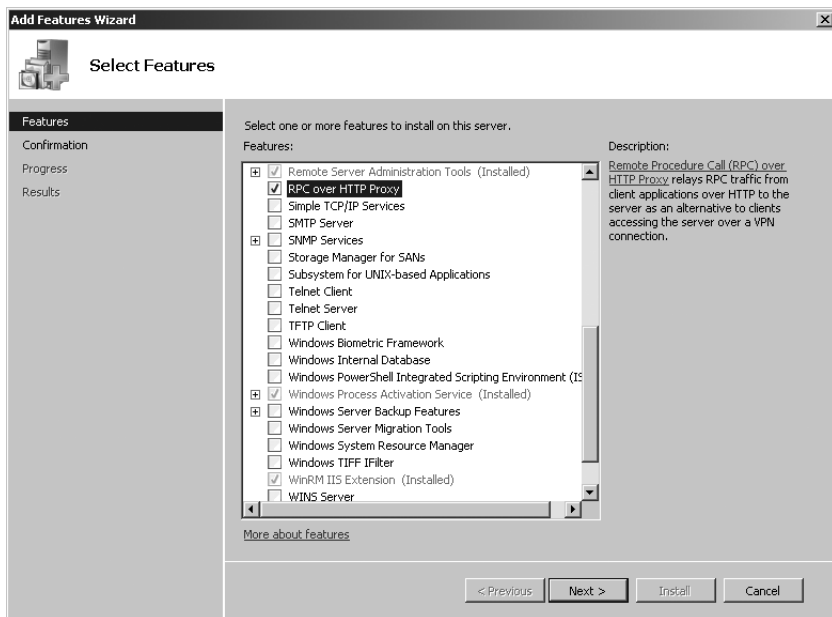 Add Features Wizard
Select Features
Features
Confirmation
Progress
Results
Select one or more features to install on this server.
Features:
Remote Server Administration Tools (Installed)
RPC over HTTP Proxy
Simple TCP/IP Services
SMTP Server
SNMP Services
Storage Manager for SANs
Subsystem for UNIX-based Applications
Telnet Client
Telnet Server
TFTP Client
Windows Biometric Framework
Windows Internal Database
Windows PowerShell Integrated Scripting Environment (IS
Windows Process Activation Service (Installed)
Windows Server Backup Features
Windows Server Migration Tools
Windows System Resource Manager
Windows TIFF IFilter
WinRM IIS Extension (Installed)
WINS Server
More about features
Description:
Remote Procedure Call (RPC) over
HTTP Proxy relays RPC traffic from
client applications over HTTP to the
server as an alternative to clients
accessing the server over a VPN
connection.
< Previous
Next >
Install
Cancel